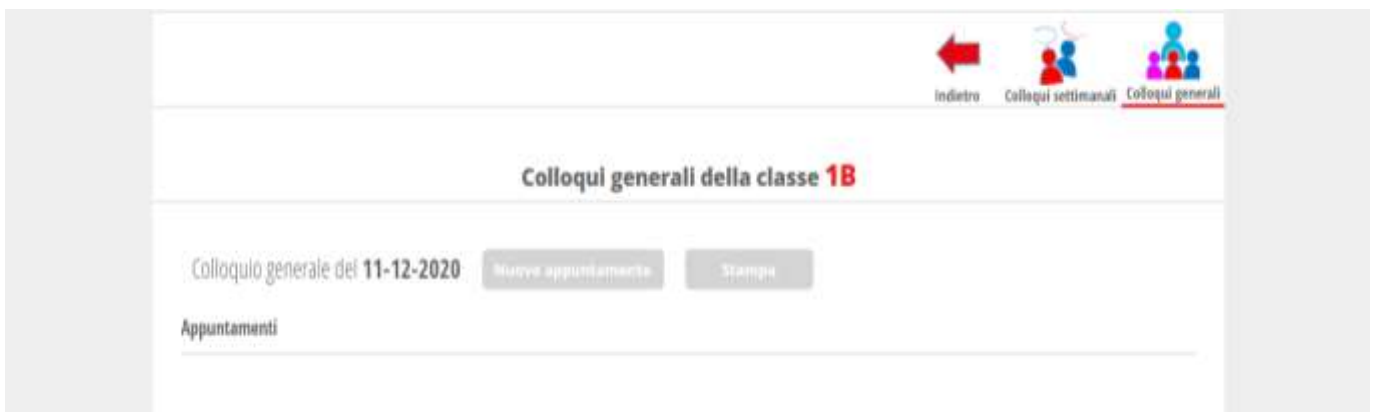 Indietro Colloqui settimanali Colloqui generali
Colloqui generali della classe 1B
Colloquio generale del 11-12-2020 Nuovo appuntamento Stampa
Appuntamenti